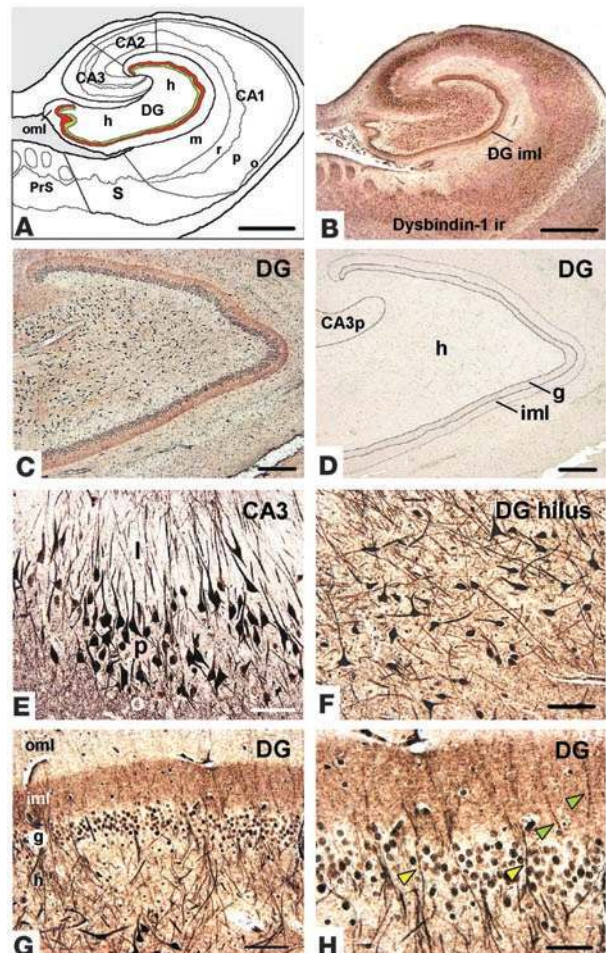 CA2
CA3
h
CA1
DG
h
oml
m
r
p
o
PrS
S
A
DG iml
Dysbindin-1 ir
B
DG
C
DG
CA3p
h
g
iml
D
CA3
l
p
o
E
DG hilus
F
oml
DG
iml
g
h
G
DG
H